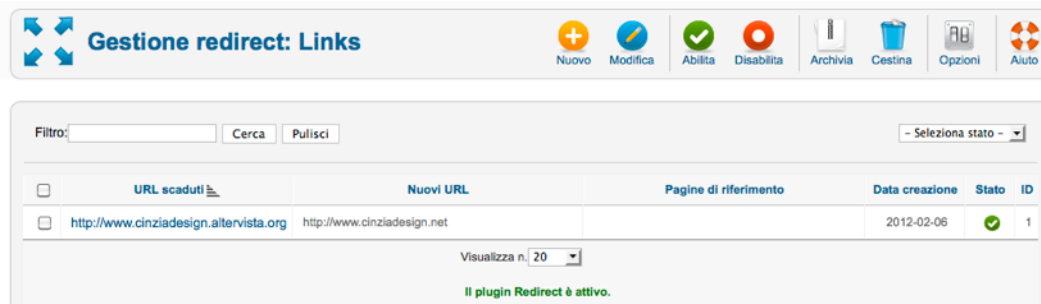 Gestione redirect: Links
Nuovo Modifica Abilita Disabilita Archivia Cestina Opzioni Aiuto
Filtro: Cerca Pulisci - Seleziona stato -
URL scaduti Nuovi URL Pagine di riferimento Data creazione Stato ID
http://www.cinziadesign.altervista.org http://www.cinziadesign.net 2012-02-06 1
Visualizza n. 20
Il plugin Redirect è attivo.